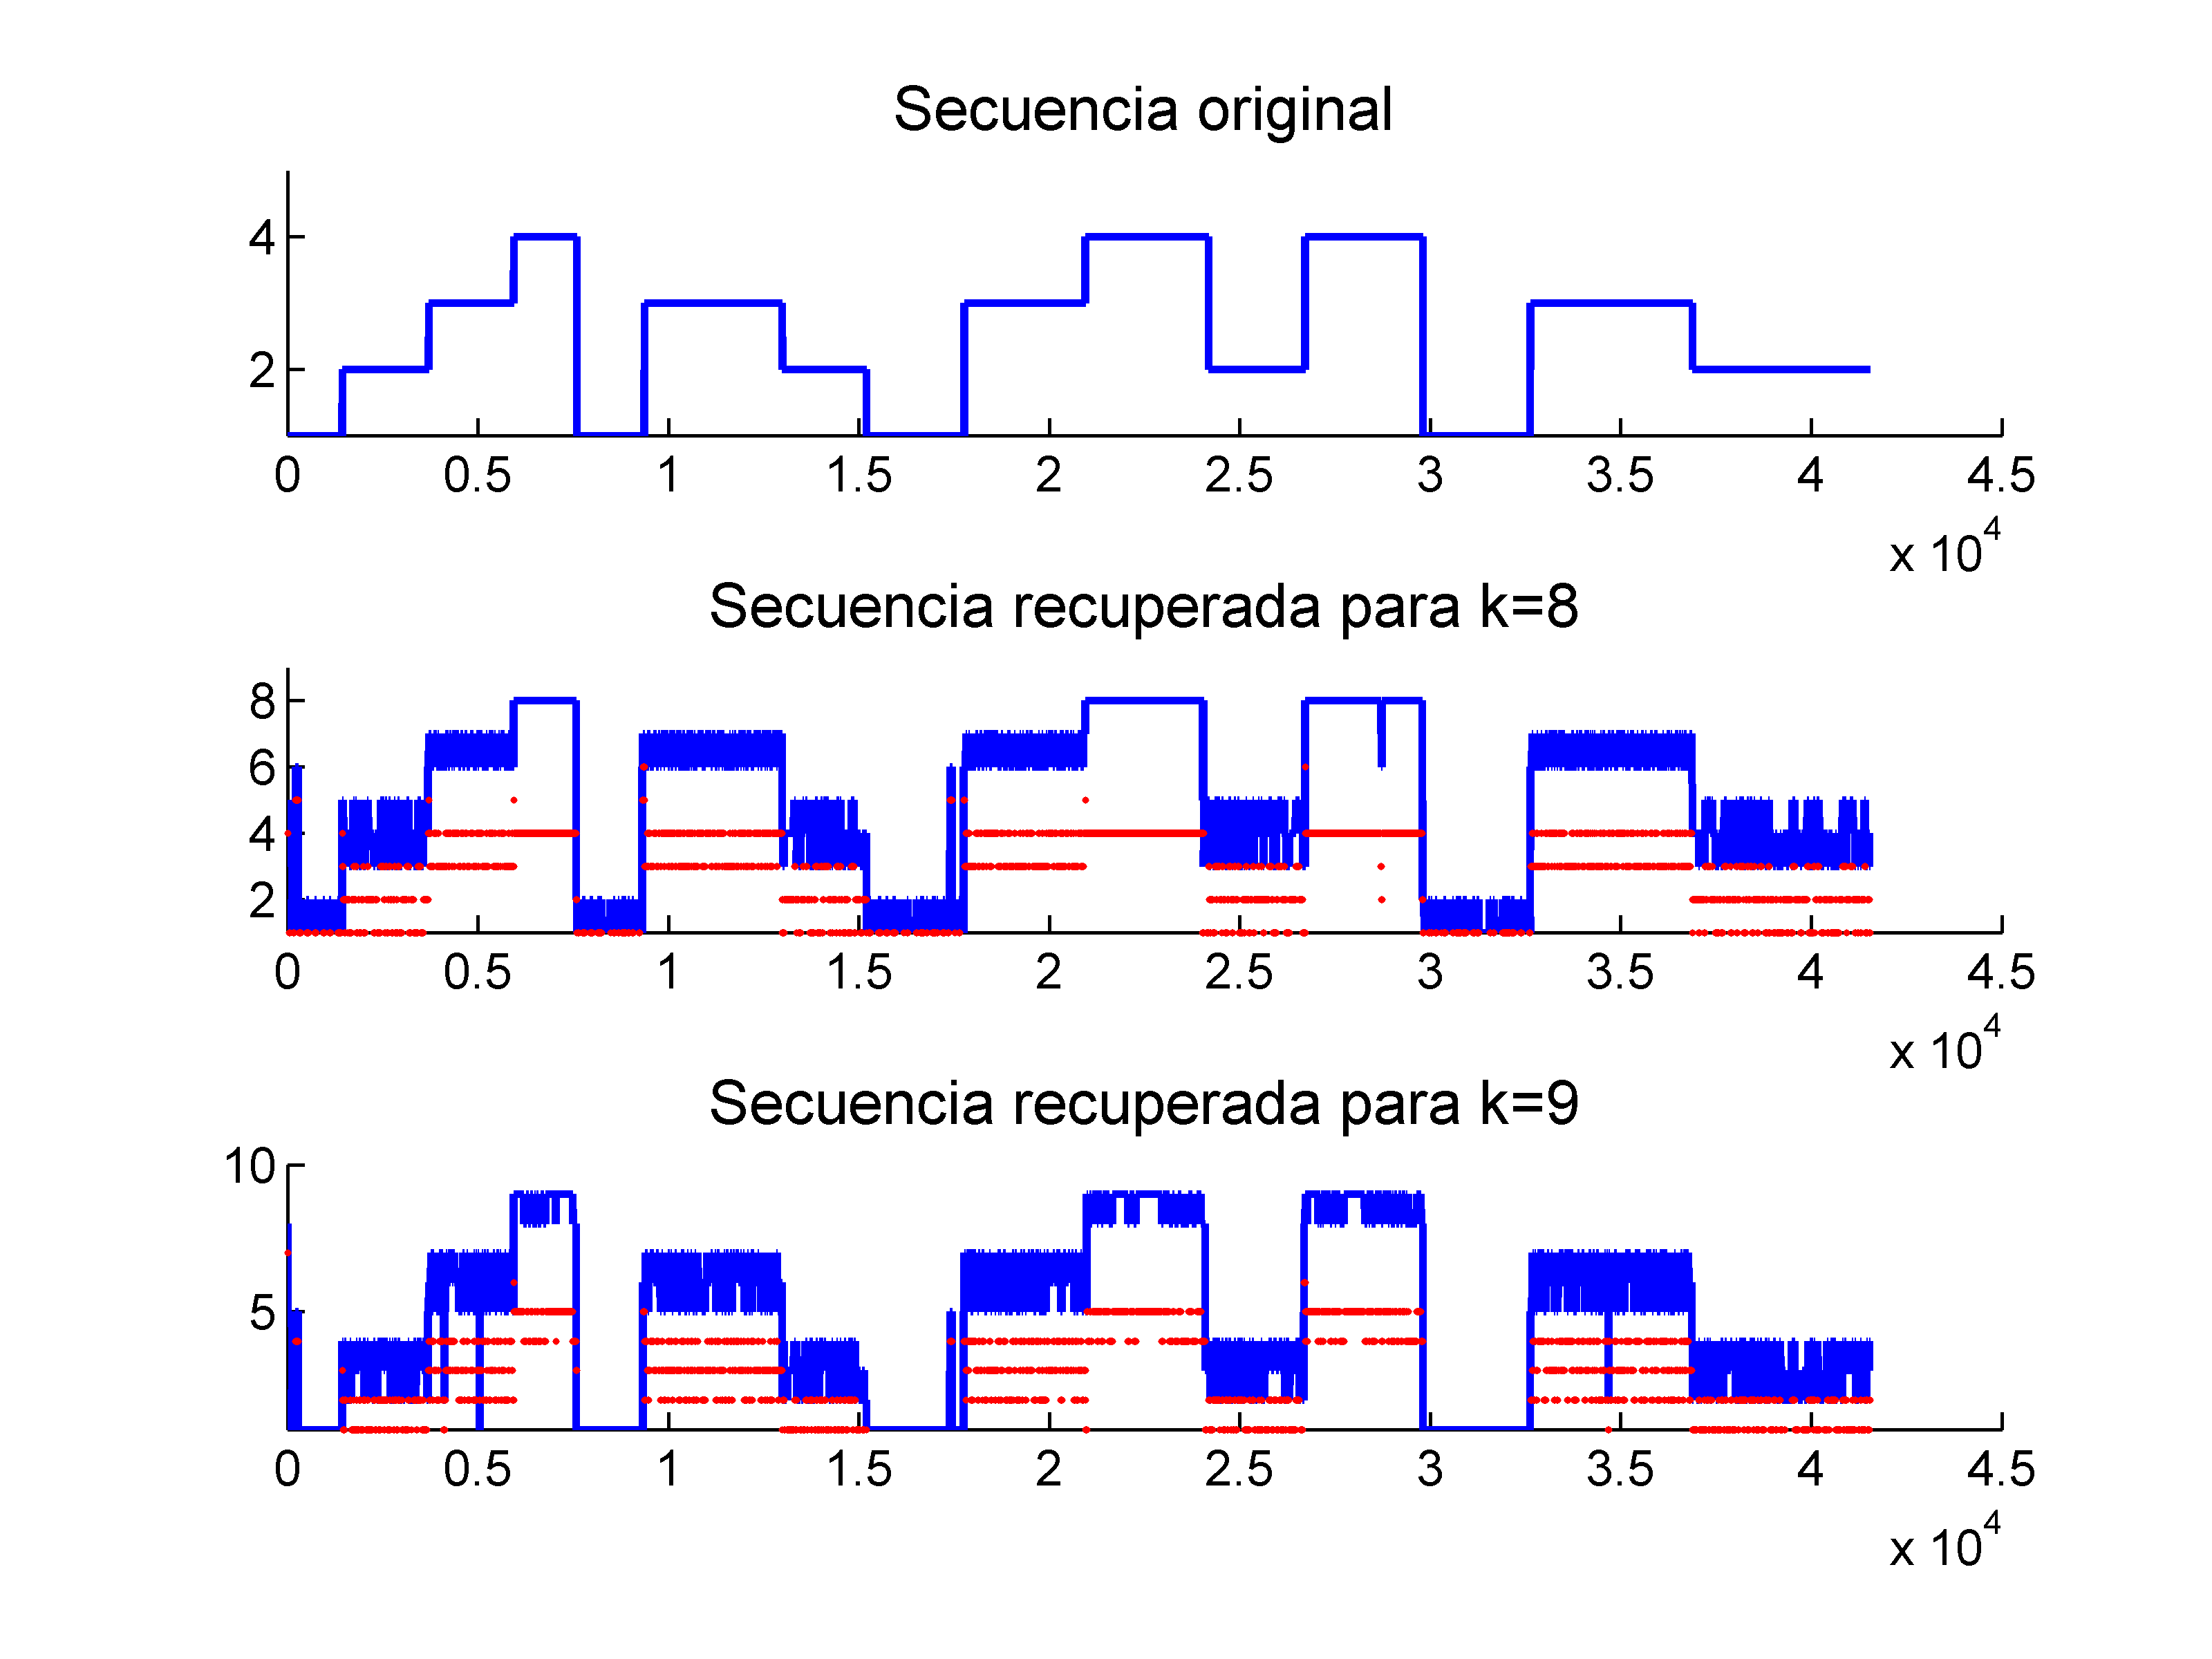 Secuencia original
4
2
0 0.5 1 1.5 2 2.5 3 3.5 4 4.5
x 10^4
Secuencia recuperada para k=8
8
6
4
2
0 0.5 1 1.5 2 2.5 3 3.5 4 4.5
x 10^4
Secuencia recuperada para k=9
10
5
0 0.5 1 1.5 2 2.5 3 3.5 4 4.5
x 10^4